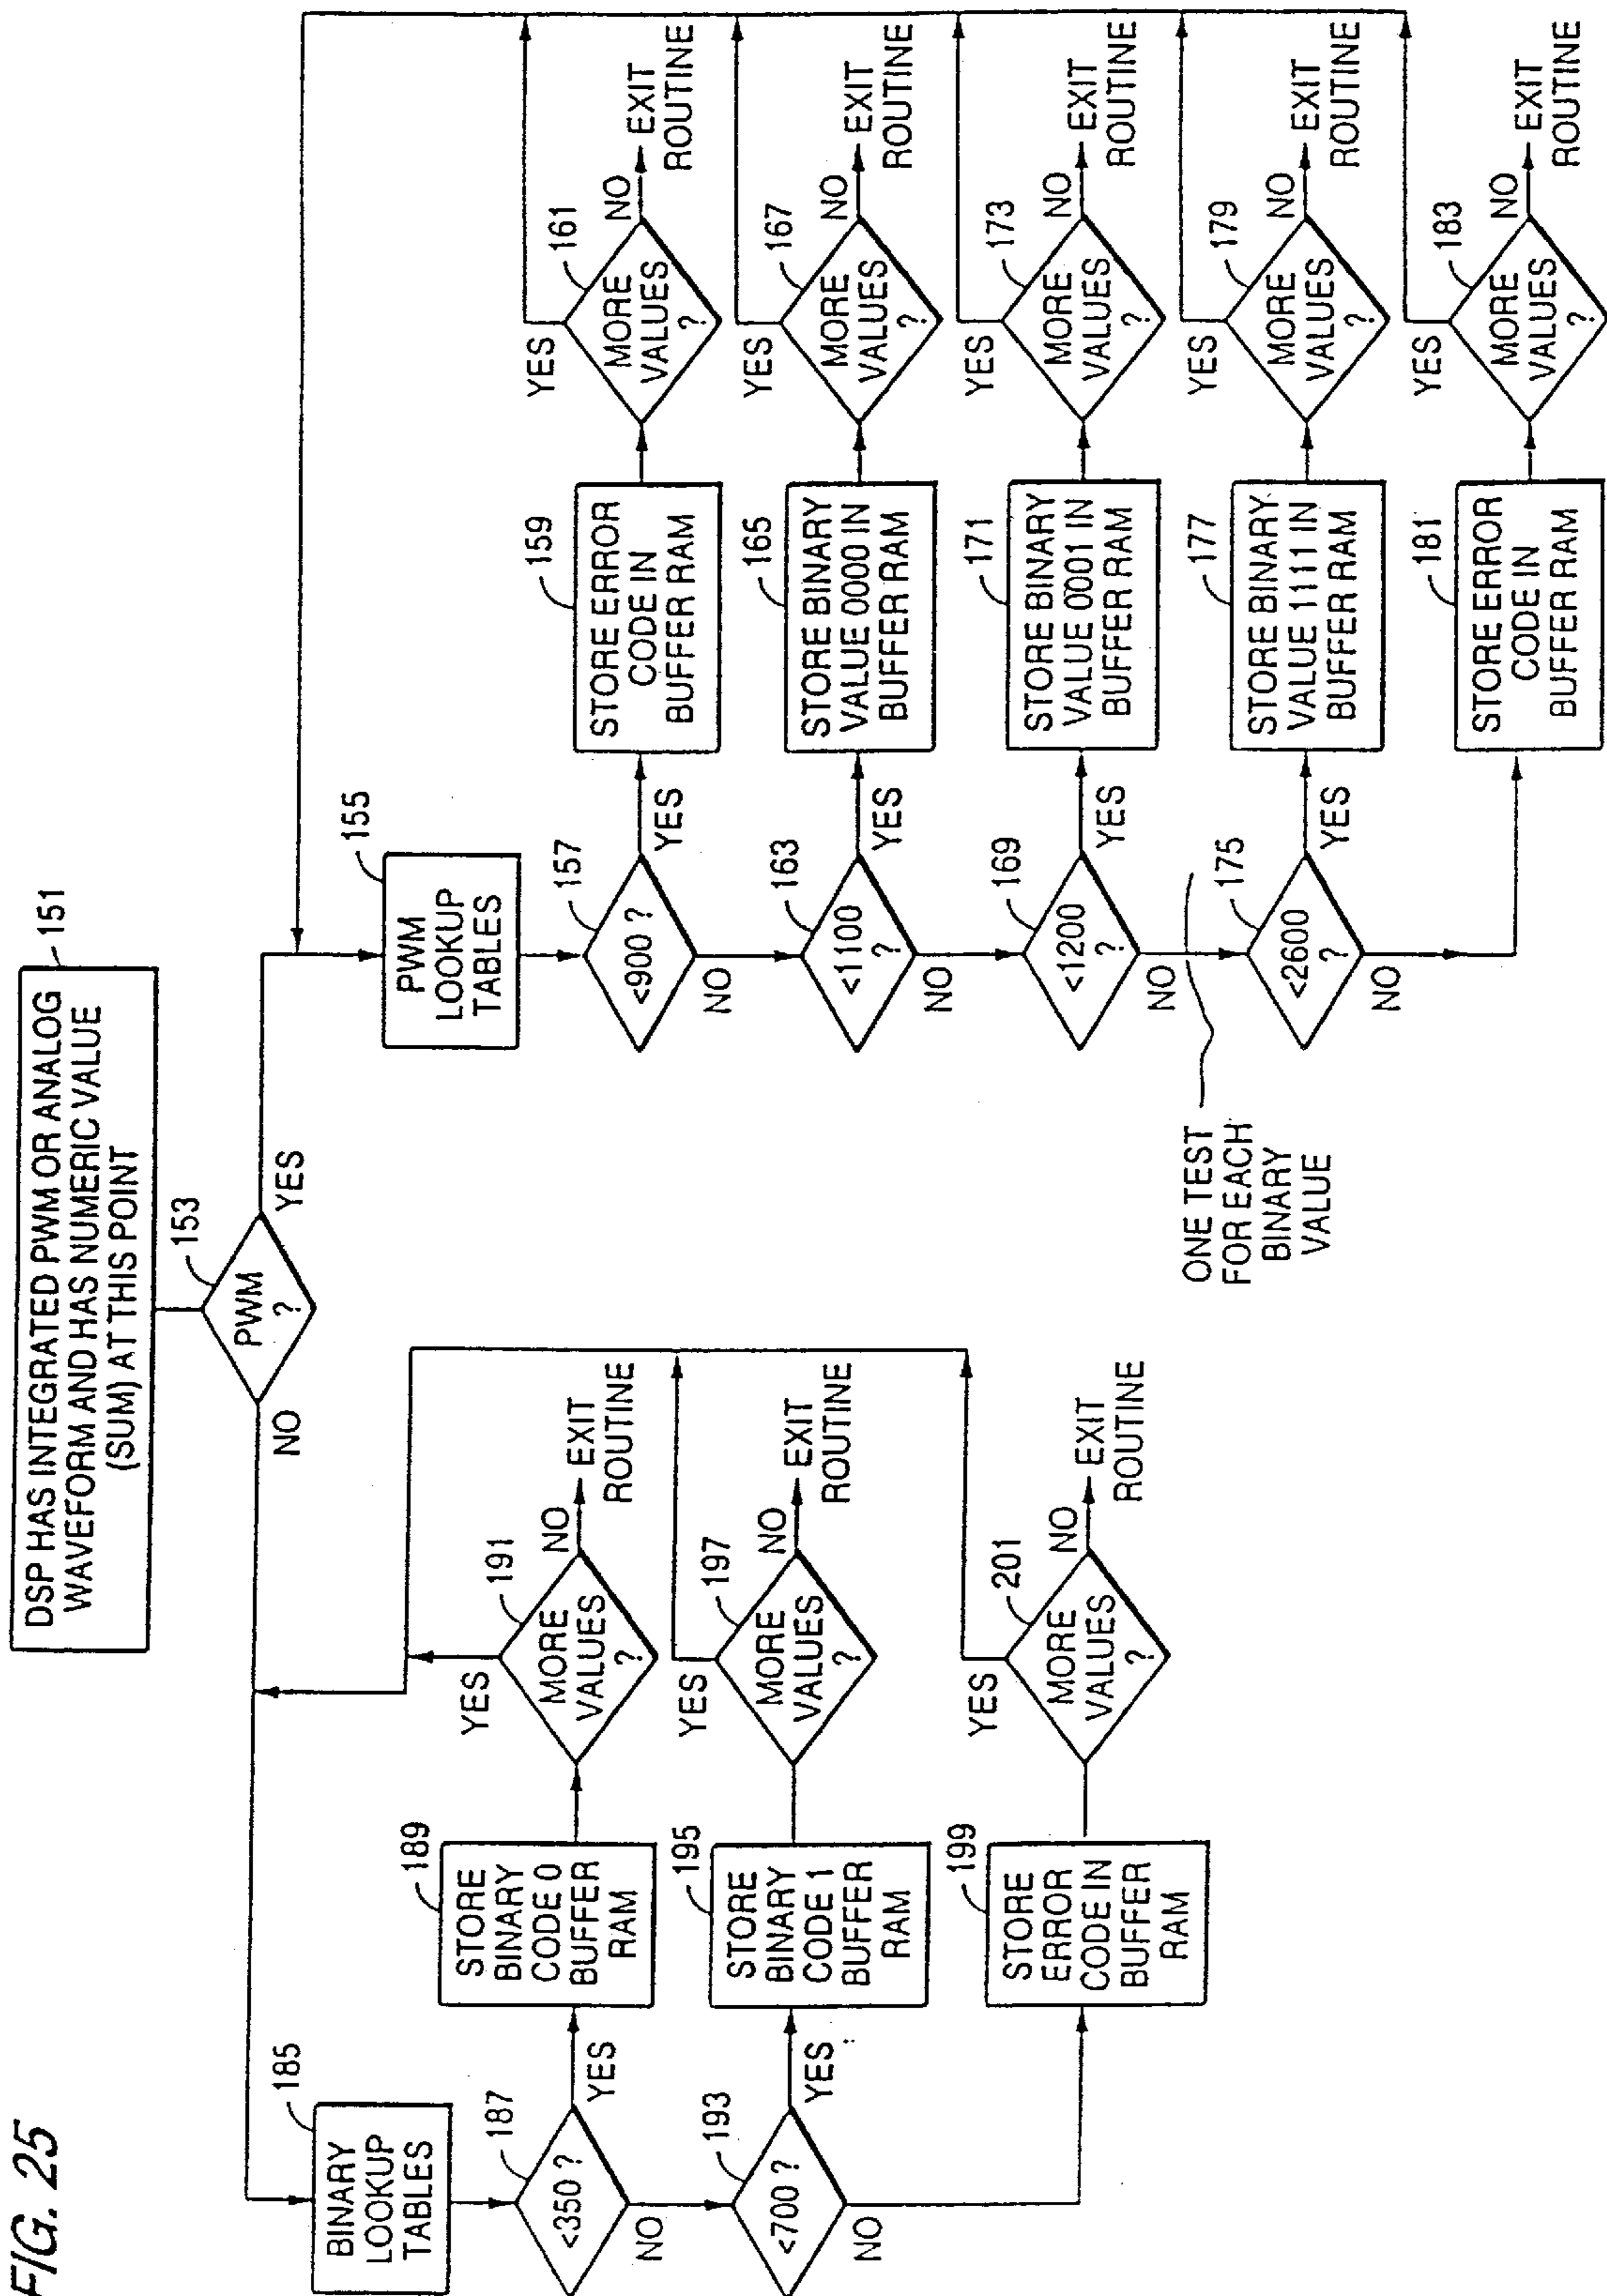 FIG. 25
DSP HAS INTEGRATED PWM OR ANALOG
WAVEFORM AND HAS NUMERIC VALUE
(SUM) AT THIS POINT
151
153
PWM
?
NO
YES
185
BINARY
LOOKUP
TABLES
187
<350 ?
YES
NO
189
STORE
BINARY
CODE 0
BUFFER
RAM
191
MORE
VALUES
?
YES
NO
EXIT
ROUTINE
193
<700 ?
YES
NO
195
STORE
BINARY
CODE 1
BUFFER
RAM
197
MORE
VALUES
?
YES
NO
EXIT
ROUTINE
199
STORE
ERROR
CODE IN
BUFFER
RAM
201
MORE
VALUES
?
YES
NO
EXIT
ROUTINE
155
PWM
LOOKUP
TABLES
157
<900 ?
YES
NO
159
STORE ERROR
CODE IN
BUFFER RAM
161
MORE
VALUES
?
YES
NO
EXIT
ROUTINE
163
<1100
?
YES
NO
165
STORE BINARY
VALUE 0000 IN
BUFFER RAM
167
MORE
VALUES
?
YES
NO
EXIT
ROUTINE
169
<1200
?
YES
NO
171
STORE BINARY
VALUE 0001 IN
BUFFER RAM
173
MORE
VALUES
?
YES
NO
EXIT
ROUTINE
ONE TEST
FOR EACH
BINARY
VALUE
175
<2600
?
YES
NO
177
STORE BINARY
VALUE 1111 IN
BUFFER RAM
179
MORE
VALUES
?
YES
NO
EXIT
ROUTINE
181
STORE ERROR
CODE IN
BUFFER RAM
183
MORE
VALUES
?
YES
NO
EXIT
ROUTINE